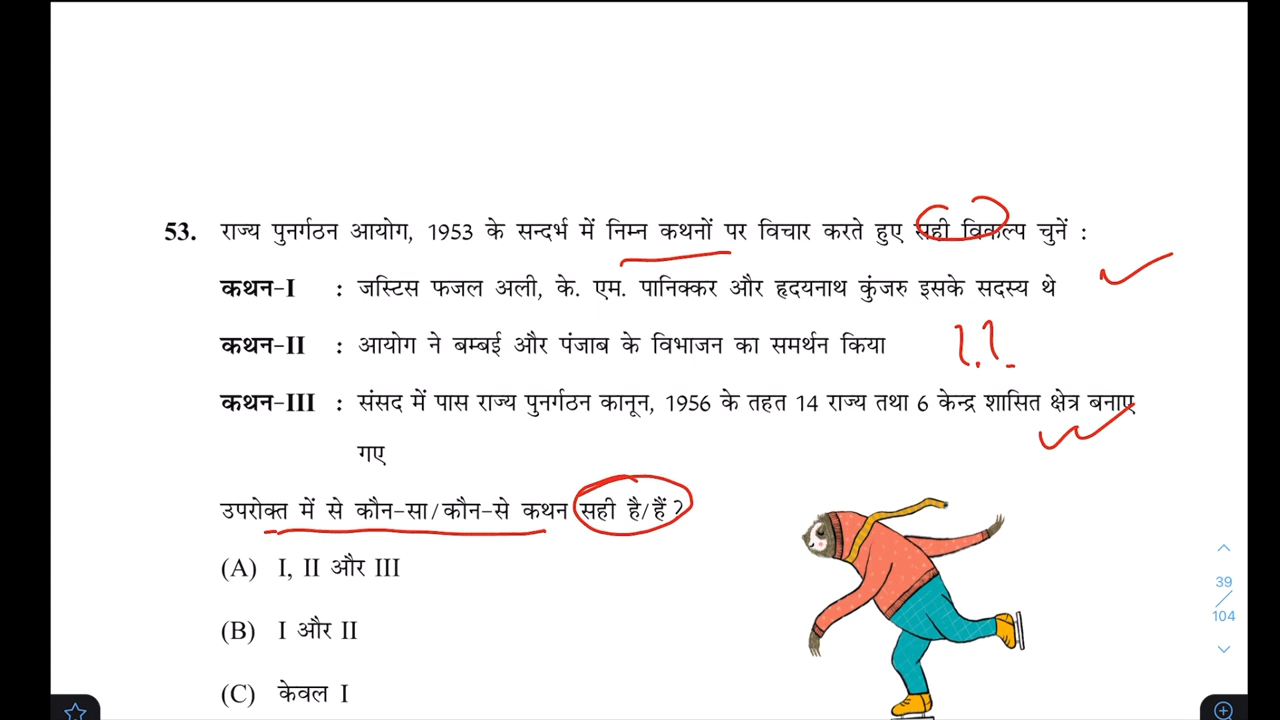 53. राज्य पुनर्गठन आयोग, 1953 के सन्दर्भ में निम्न कथनों पर विचार करते हुए सही विकल्प चुनें :
कथन-I : जस्टिस फजल अली, के. एम. पानिक्कर और हृदयनाथ कुंजरु इसके सदस्य थे
कथन-II : आयोग ने बम्बई और पंजाब के विभाजन का समर्थन किया ??
कथन-III : संसद में पास राज्य पुनर्गठन कानून, 1956 के तहत 14 राज्य तथा 6 केन्द्र शासित क्षेत्र बनाए
गए
उपरोक्त में से कौन-सा/कौन-से कथन सही है/हैं ?
(A) I, II और III
(B) I और II
(C) केवल I
39
104